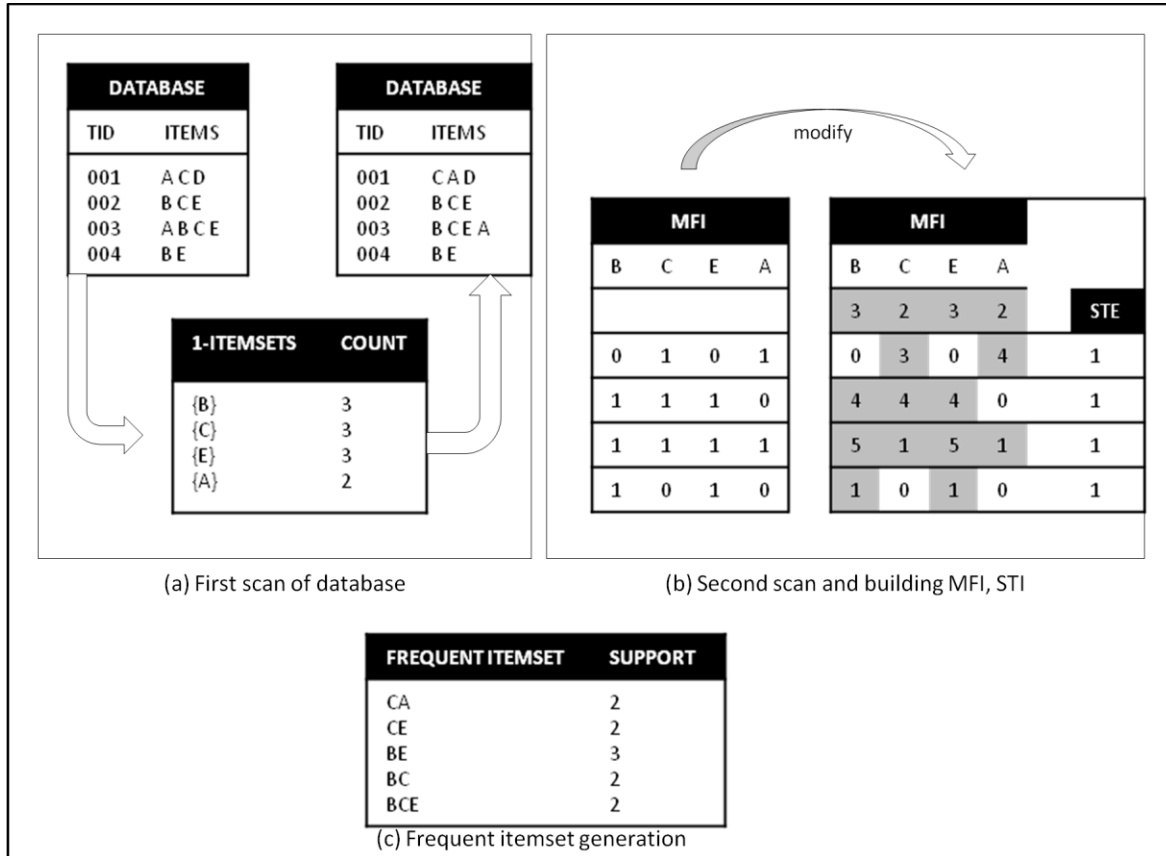 DATABASE
TID ITEMS
001 A C D
002 B C E
003 A B C E
004 B E
DATABASE
TID ITEMS
001 C A D
002 B C E
003 B C E A
004 B E
1-ITEMSETS COUNT
{B} 3
{C} 3
{E} 3
{A} 2
(a) First scan of database
modify
MFI
B C E A
0 1 0 1
1 1 1 0
1 1 1 1
1 0 1 0
MFI
B C E A
3 2 3 2 STE
0 3 0 4 1
4 4 4 0 1
5 1 5 1 1
1 0 1 0 1
(b) Second scan and building MFI, STI
FREQUENT ITEMSET SUPPORT
CA 2
CE 2
BE 3
BC 2
BCE 2
(c) Frequent itemset generation